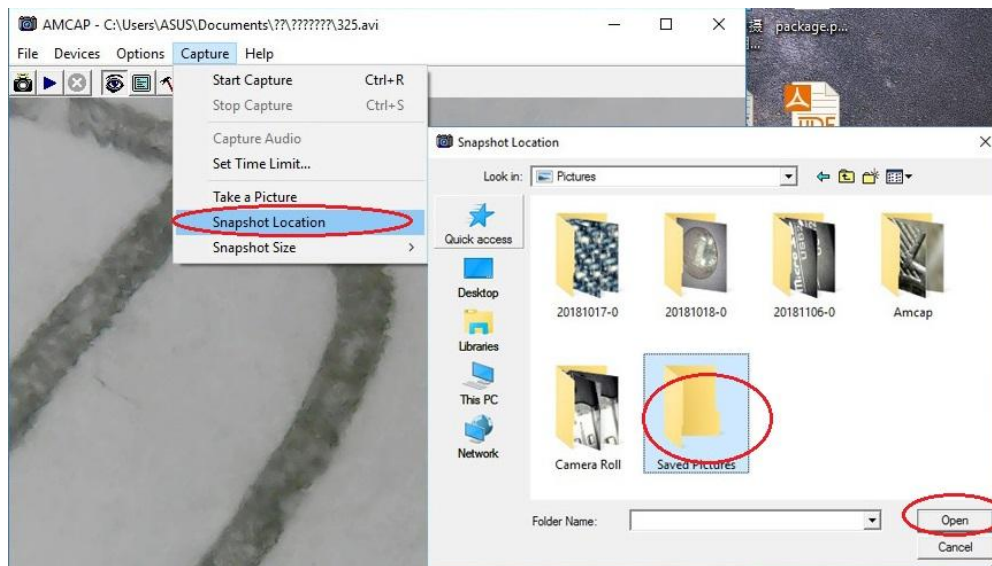 AMCAP - C:\Users\ASUS\Documents\??\???????\325.avi
File Devices Options Capture Help
Start Capture Ctrl+R
Stop Capture Ctrl+S
Capture Audio
Set Time Limit...
Take a Picture
Snapshot Location
Snapshot Size
package.p...
Snapshot Location
Look in: Pictures
Quick access
Desktop
Libraries
This PC
Network
20181017-0 20181018-0 20181106-0 Amcap
Camera Roll Saved Pictures
Folder Name:
Open
Cancel